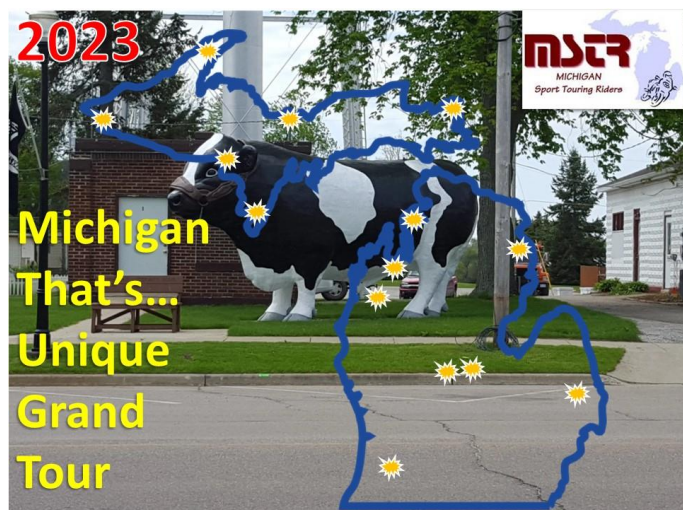 2023
MSTR
MICHIGAN
Sport Touring Riders
Michigan
That's...
Unique
Grand
Tour